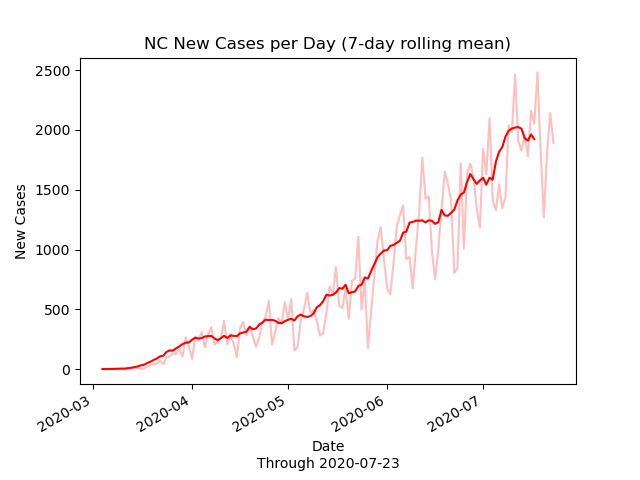 NC New Cases per Day (7-day rolling mean)
2500
2000
1500
1000
500
0
New Cases
2020-03
2020-04
2020-05
2020-06
2020-07
Date
Through 2020-07-23